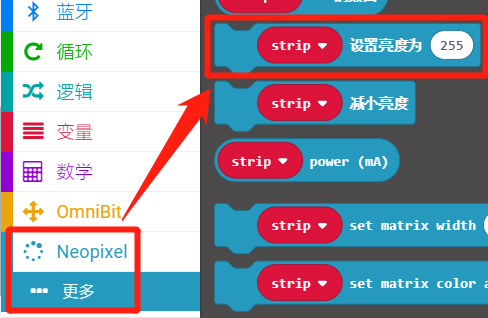 蓝牙
循环
逻辑
变量
数学
OmniBit
Neopixel
更多
strip
strip 设置亮度为 255
strip 减小亮度
strip power (mA)
strip set matrix width
strip set matrix color